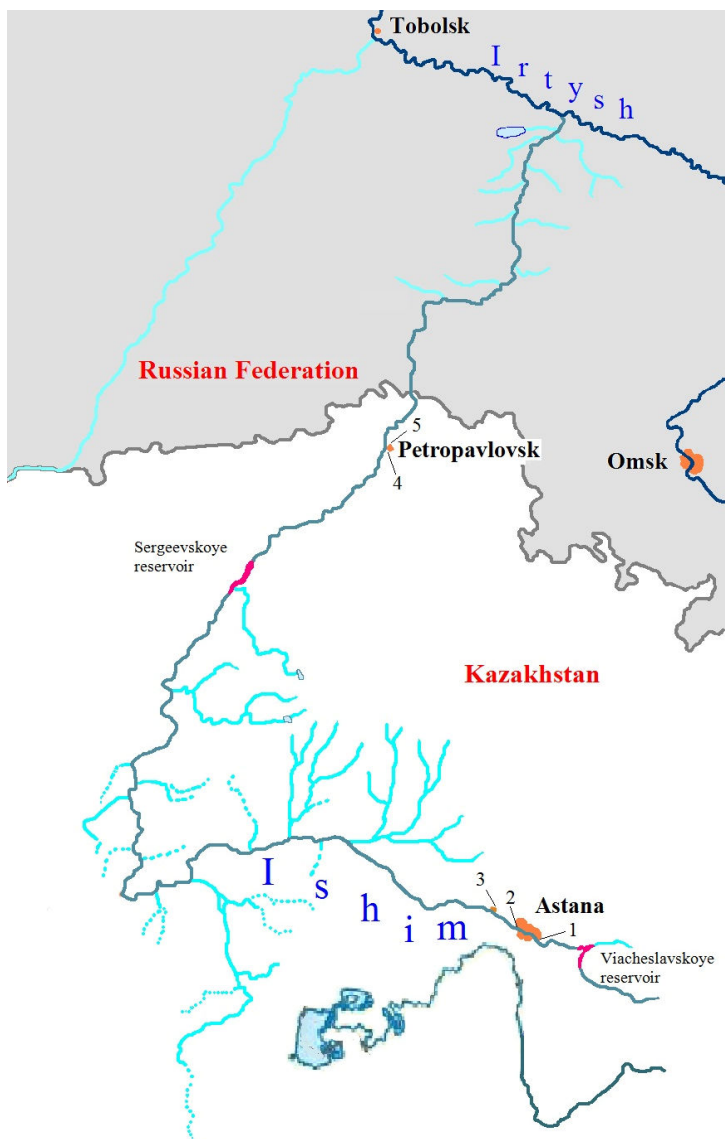 Tobolsk
Irtysh
Russian Federation
5
Petropavlovsk
4
Omsk
Sergeevskoye
reservoir
Kazakhstan
Ishim
3
2
Astana
1
Viacheslavskoye
reservoir